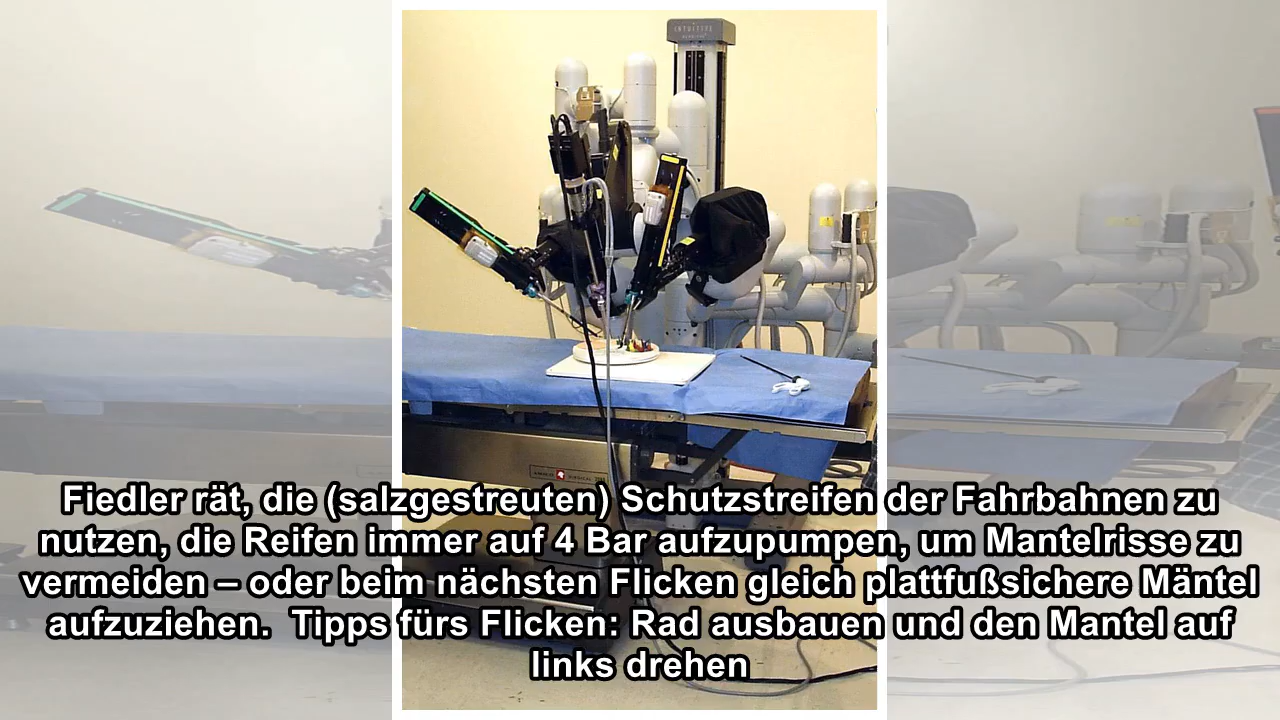 INTUITIVE
Fiedler rät, die (salzgestreuten) Schutzstreifen der Fahrbahnen zu
nutzen, die Reifen immer auf 4 Bar aufzupumpen, um Mantelrisse zu
vermeiden – oder beim nächsten Flicken gleich plattfußsichere Mäntel
aufzuziehen.  Tipps fürs Flicken: Rad ausbauen und den Mantel auf
links drehen